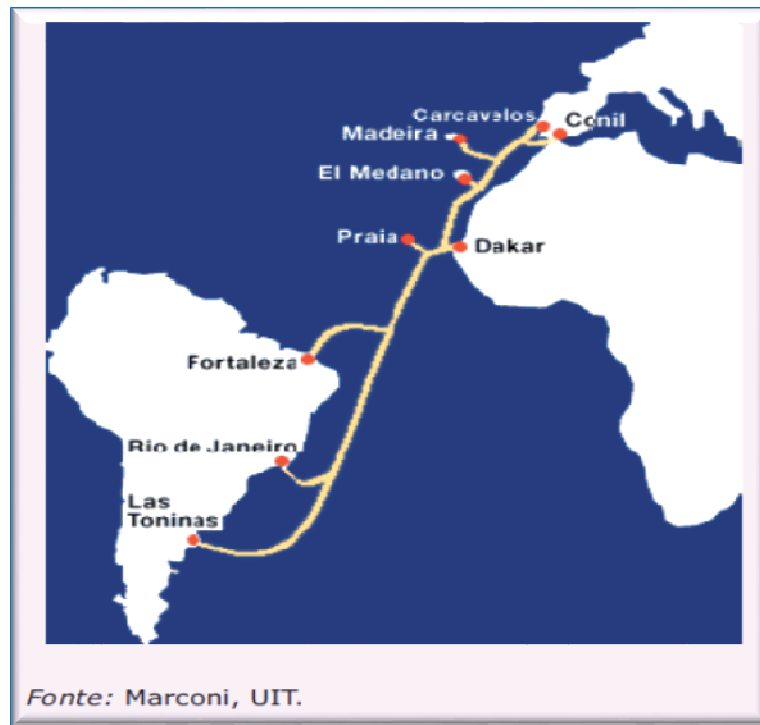 Carcavelos
Conil
Madeira
El Medano
Praia
Dakar
Fortaleza
Rio de Janeiro
Las
Toninas
Fonte: Marconi, UIT.